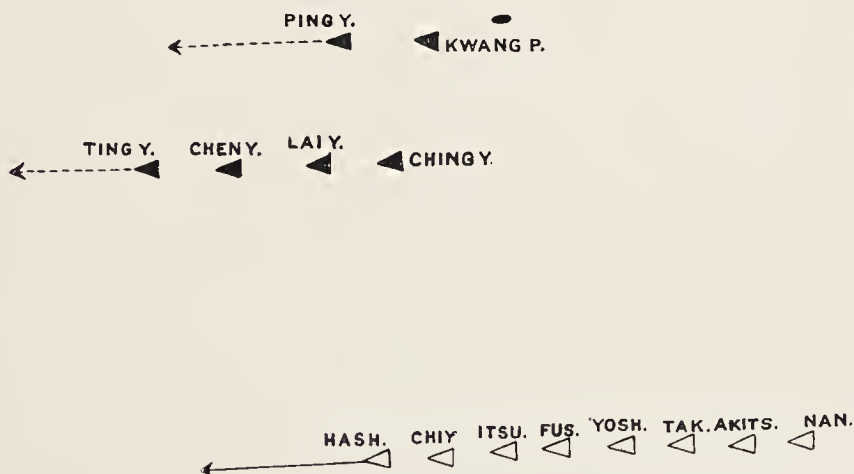 PING Y.
KWANG P.
TING Y. CHEN Y. LAI Y.
CHING Y.
HASH. CHIY ITSU. FUS. YOSH. TAK. AKITS. NAN.